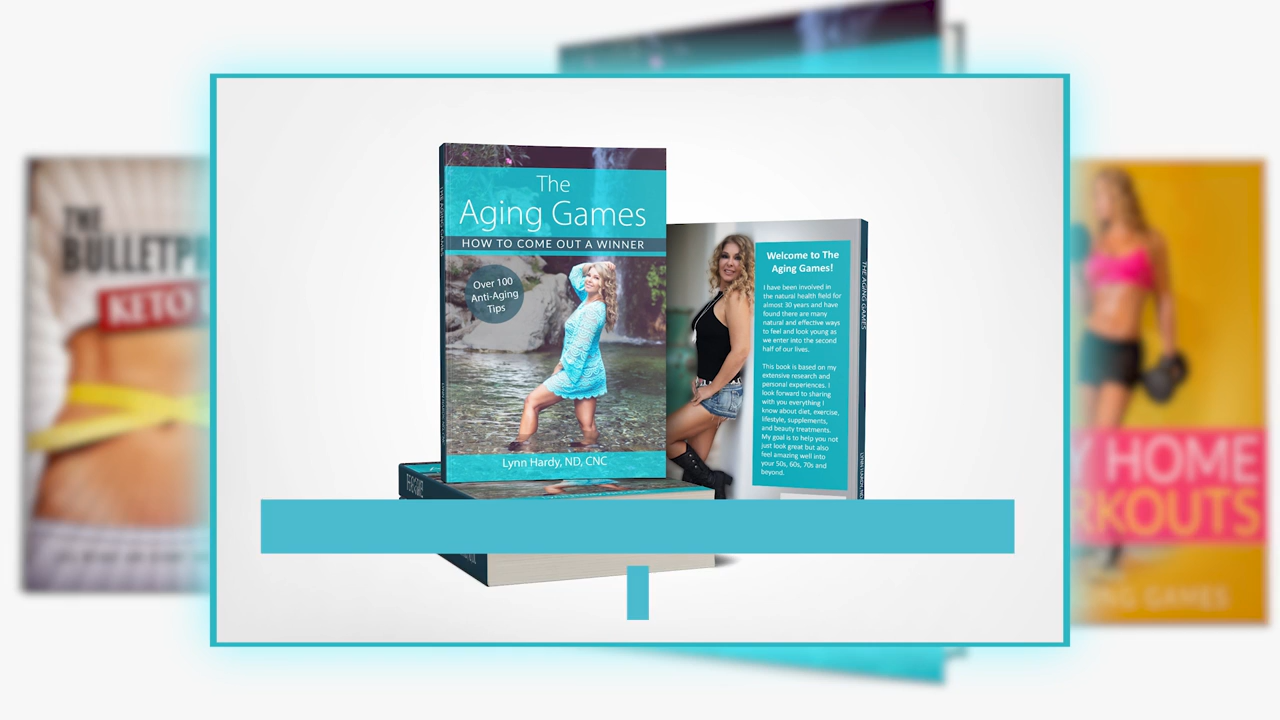 The
Aging Games
HOW TO COME OUT A WINNER
Over 100
Anti-Aging
Tips
Lynn Hardy, ND, CNC
Welcome to The
Aging Games!
I have been involved in
the natural health field for
almost 30 years and have
found there are many
natural and effective ways
to feel and look young as
we enter into the second
half of our lives.
This book is based on my
extensive research and
personal experiences. I
look forward to sharing
with you everything I
know about diet, exercise,
lifestyle, supplements,
and beauty treatments.
My goal is to help you not
just look great but also
feel amazing well into
your 50s, 60s, 70s and
beyond.
THE AGING GAMES
THE
KETO
HOME
GAMES